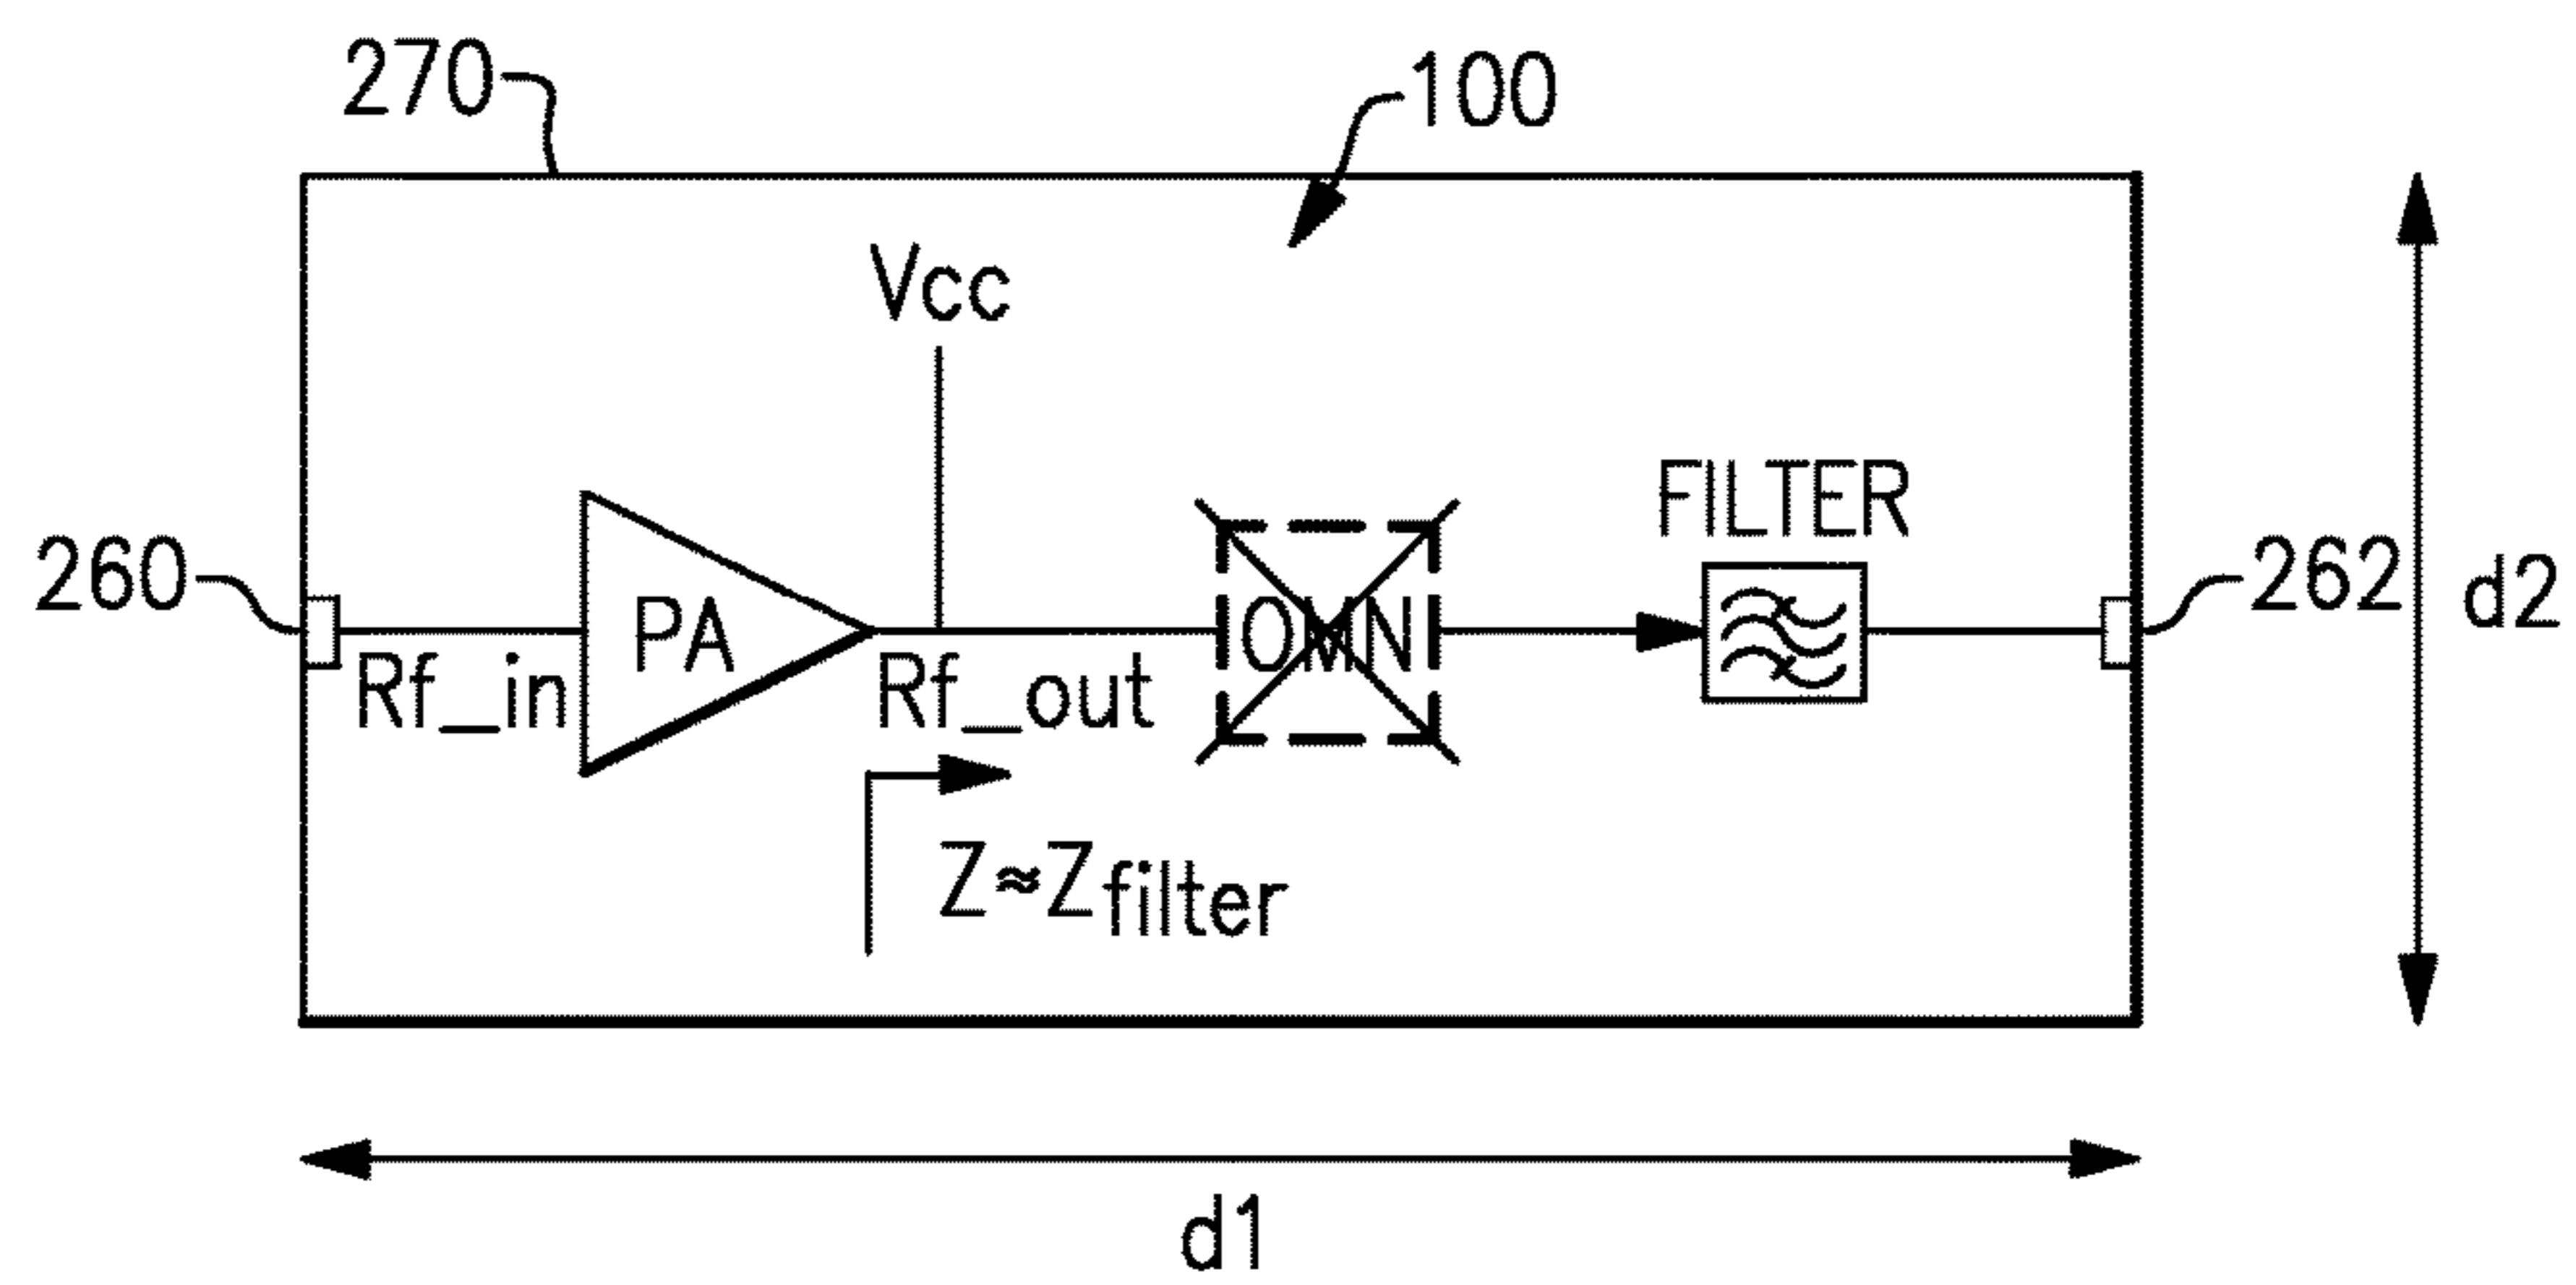 270
100
Vcc
FILTER
260
PA
OMN
262
d2
Rf_in
Rf_out
Z≈Zfilter
d1